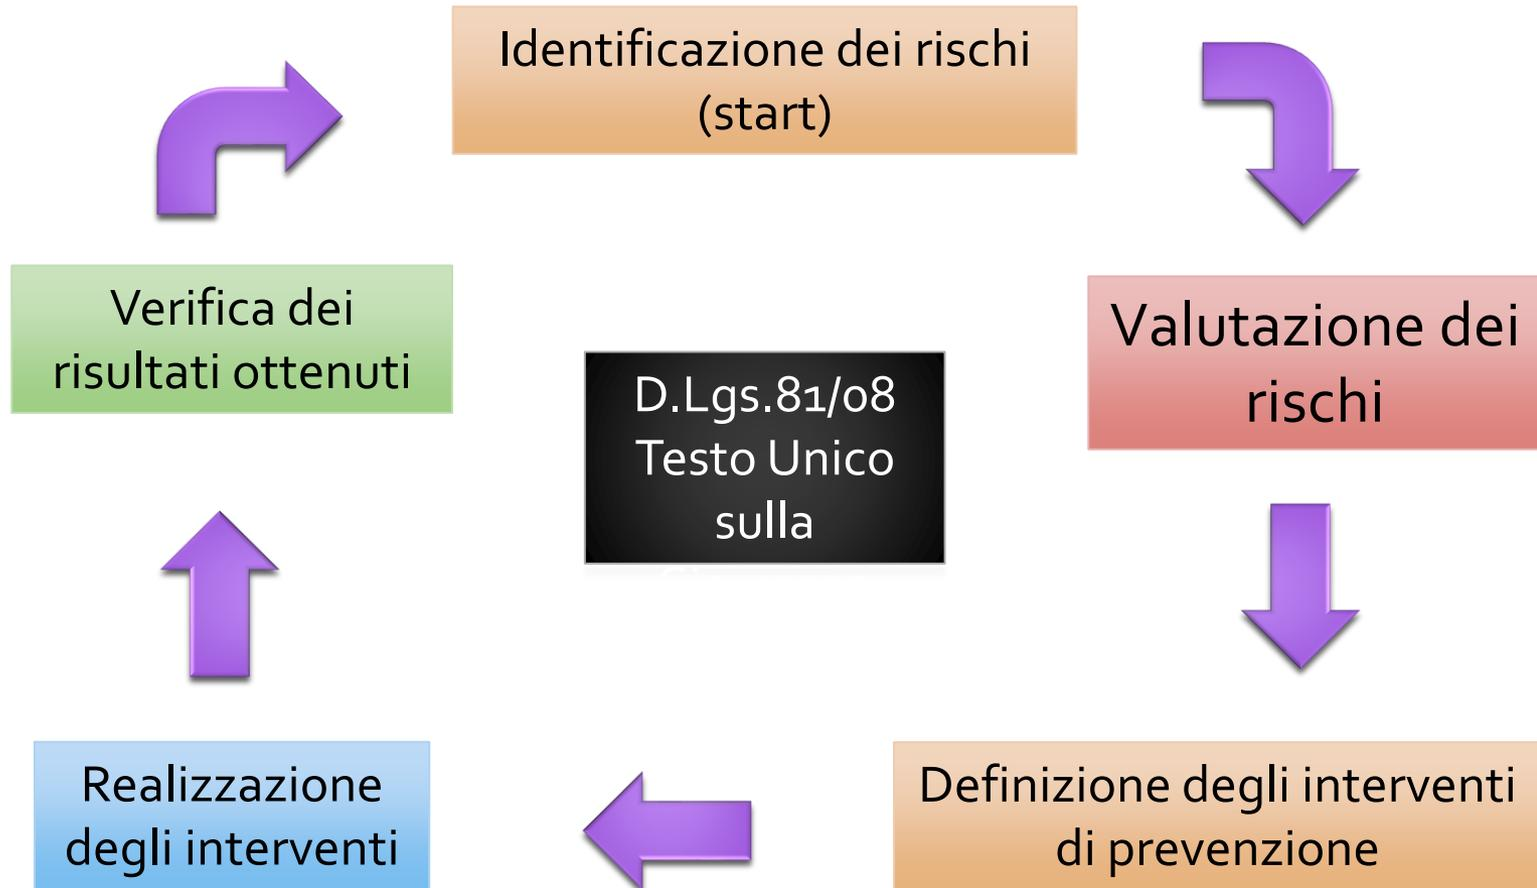 Identificazione dei rischi
(start)
Verifica dei
risultati ottenuti
Valutazione dei
rischi
D.Lgs.81/08
Testo Unico
sulla
Realizzazione
degli interventi
Definizione degli interventi
di prevenzione